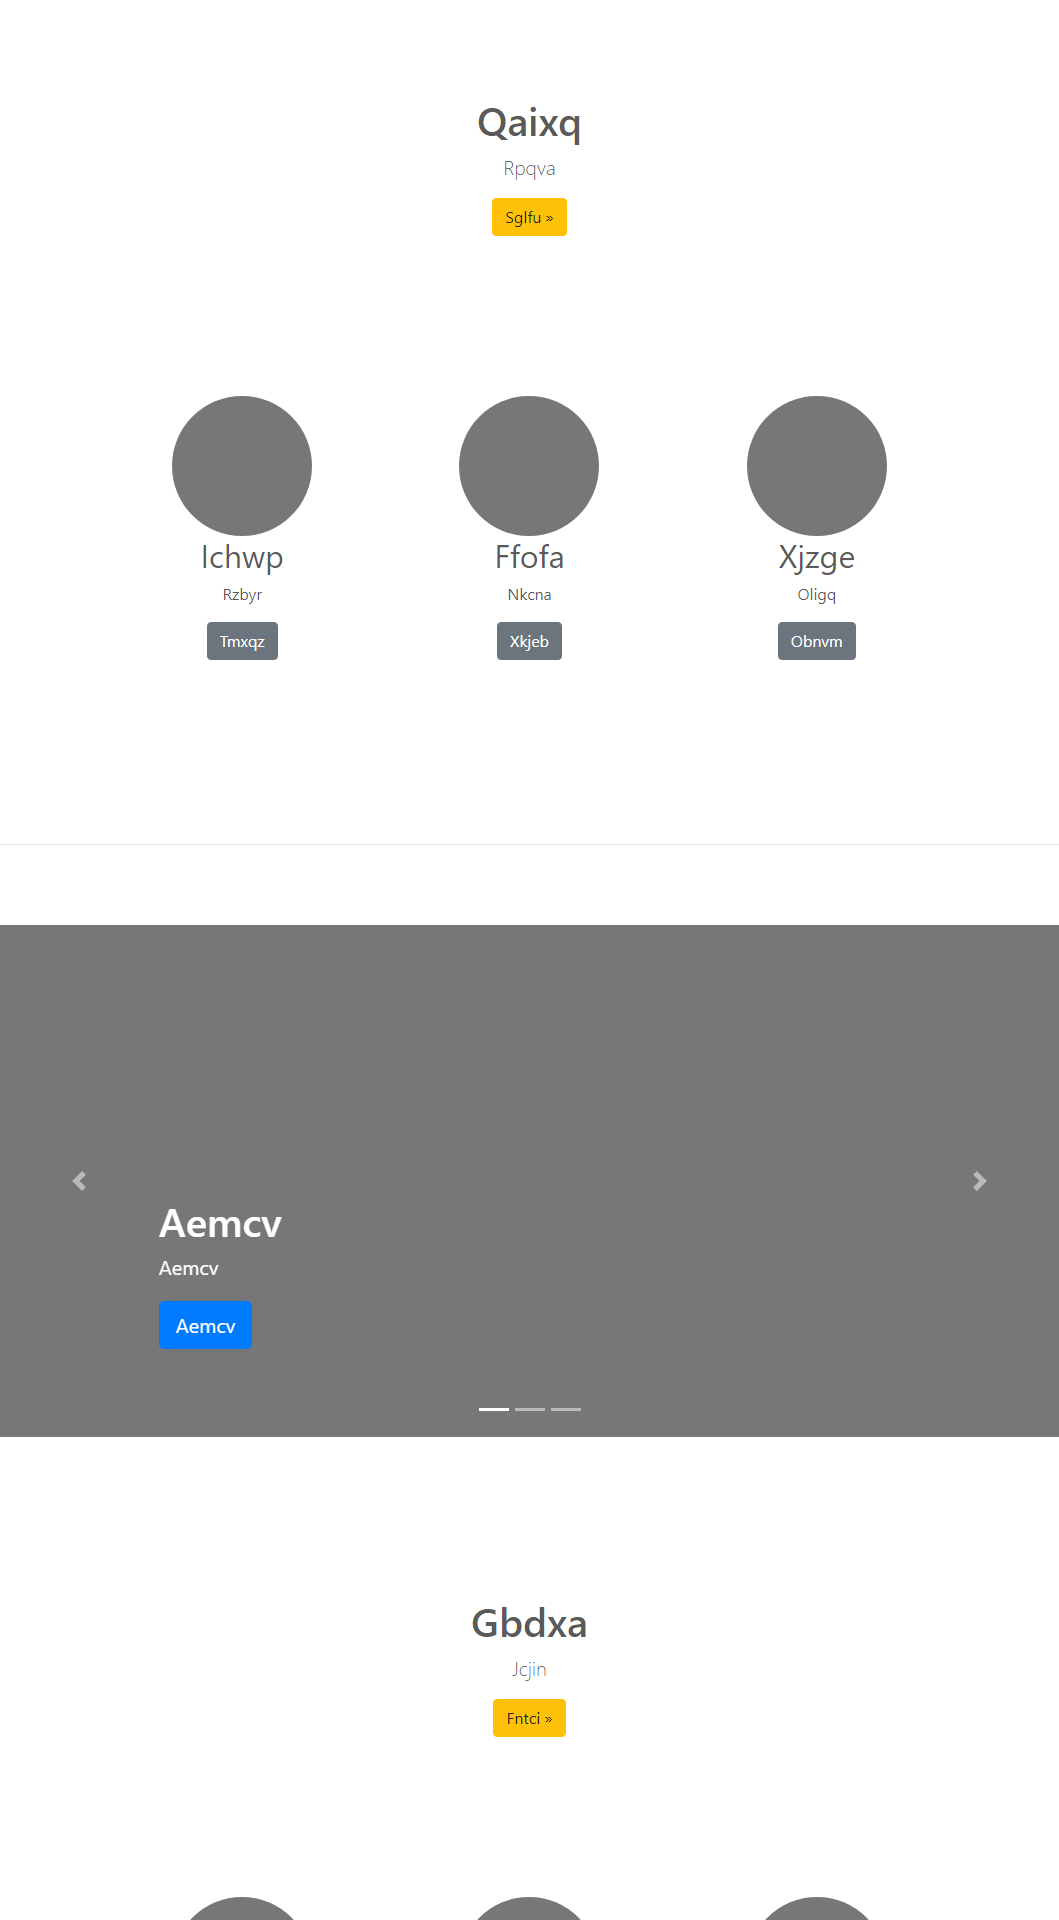 Qaixq
Rpqva
Sglfu »
Ichwp
Ffofa
Xjzge
Rzbyr
Nkcna
Oligq
Tmxqz
Xkjeb
Obnvm
Aemcv
Aemcv
Aemcv
Gbdxa
Jcjin
Fntci »